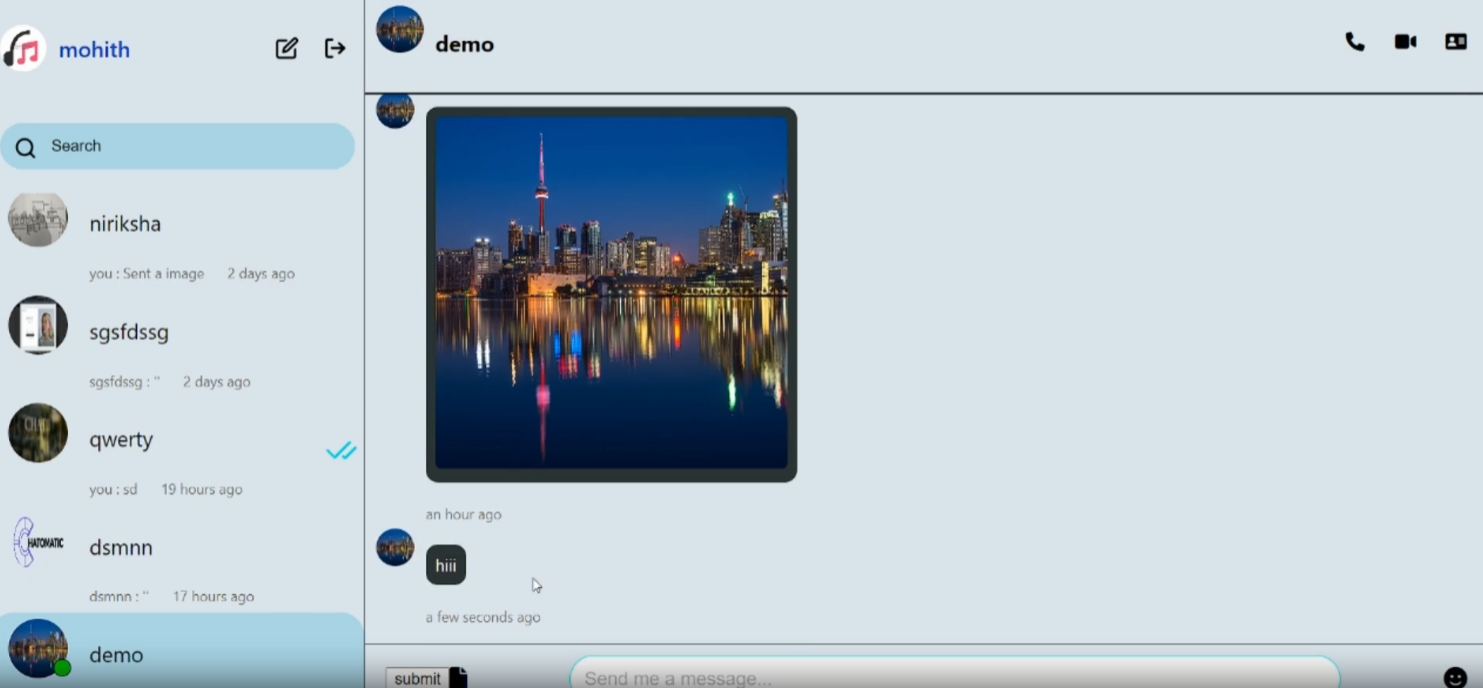 mohith
Search
niriksha
you : Sent a image 2 days ago
sgsfdssg
sgsfdssg : " 2 days ago
qwerty
you : sd 19 hours ago
HATOMATIC
dsmnn
dsmnn : " 17 hours ago
demo
demo
an hour ago
hiii
a few seconds ago
submit
Send me a message...